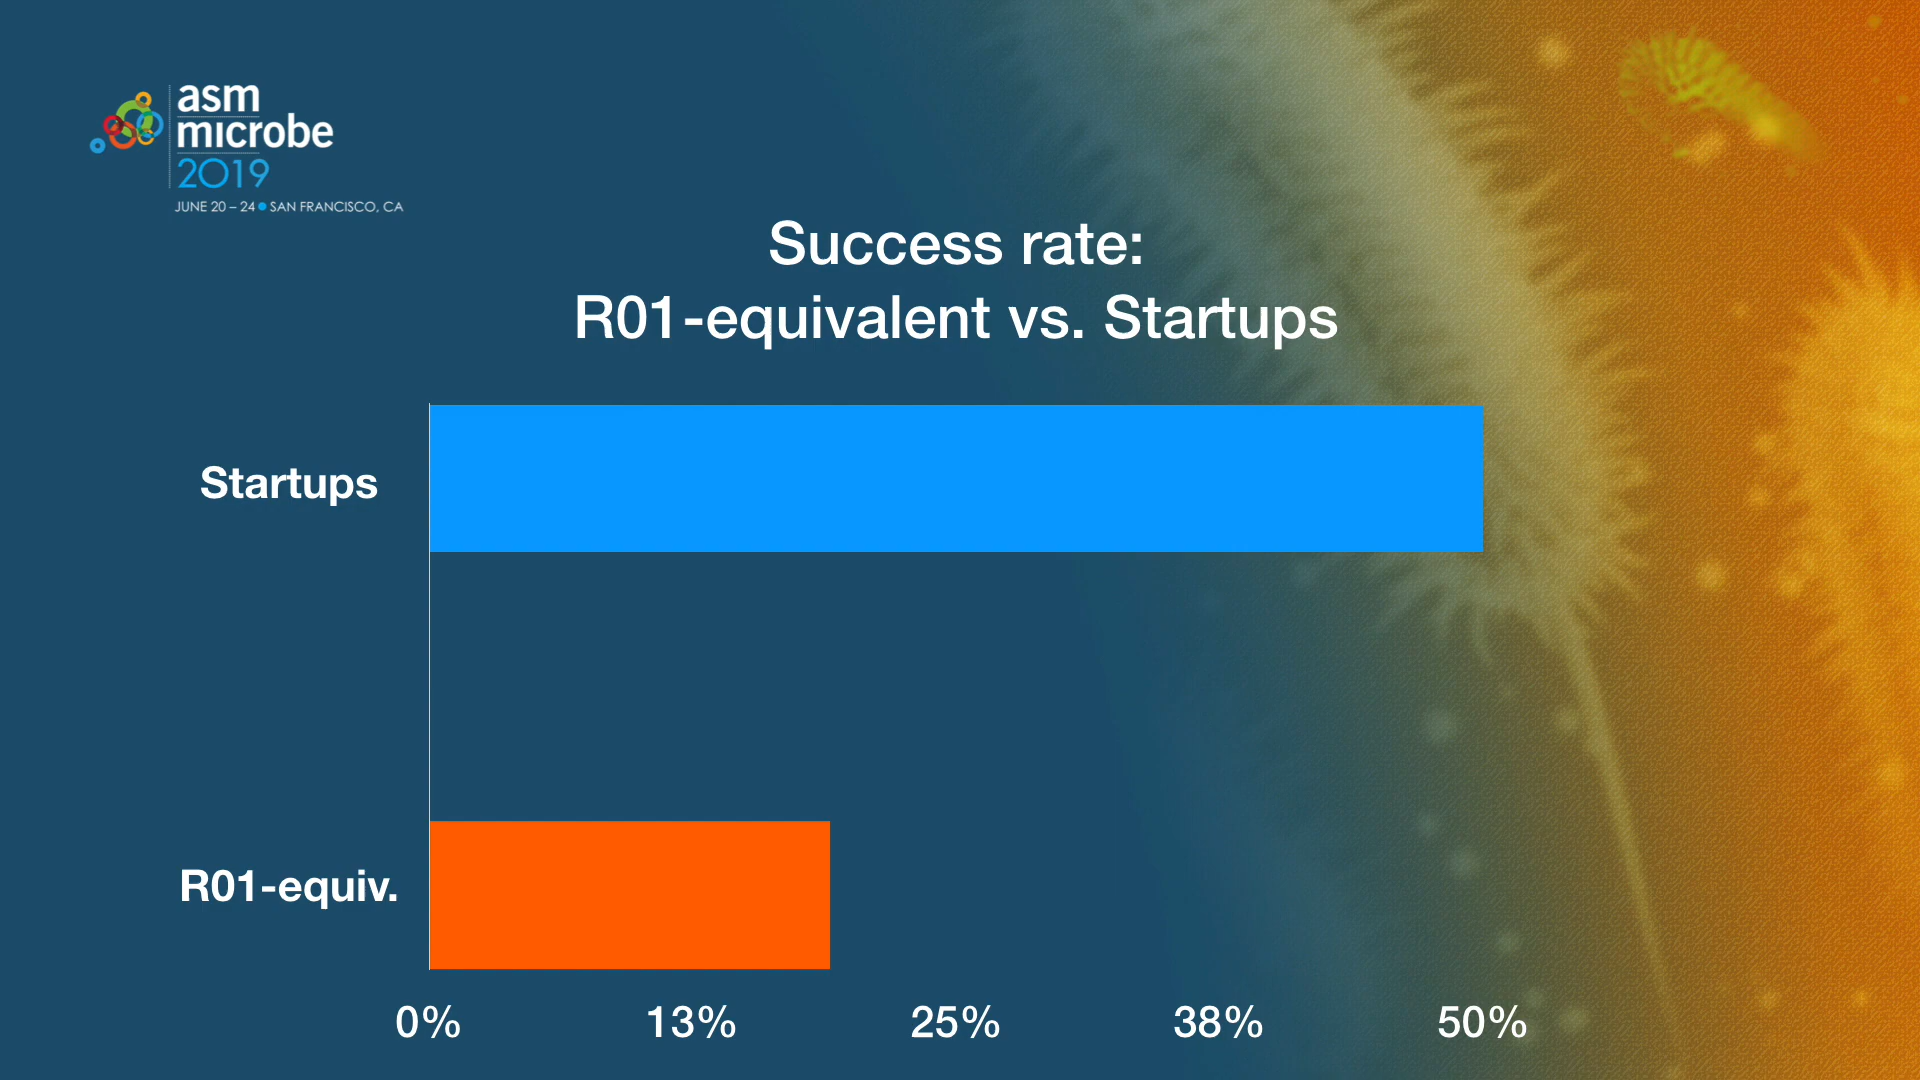 asm
microbe
2019
JUNE 20 – 24 • SAN FRANCISCO, CA
Success rate:
R01-equivalent vs. Startups
Startups
R01-equiv.
0% 13% 25% 38% 50%